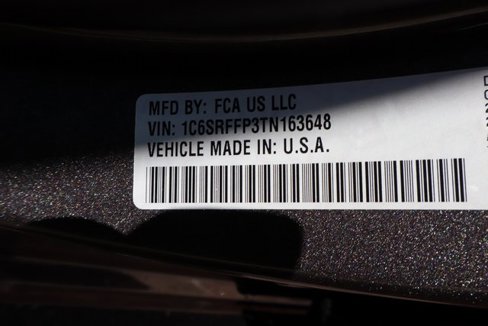 MFD BY: FCA US LLC
VIN: 1C6SRFFP3TN163648
VEHICLE MADE IN: U.S.A.